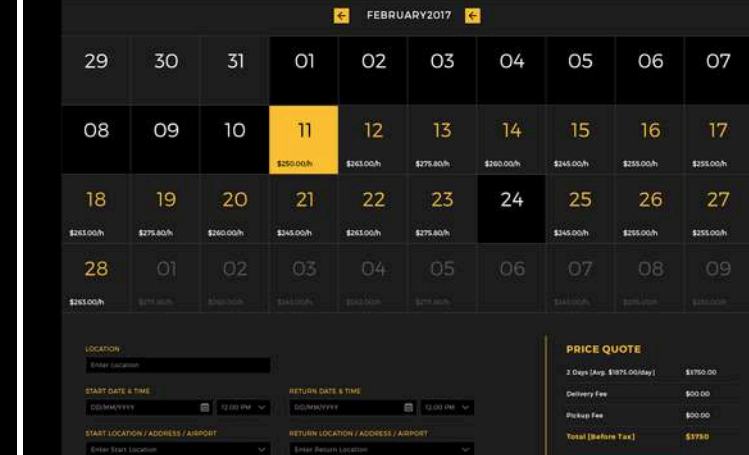 FEBRUARY2017
29 30 31 01 02 03 04 05 06 07
08 09 10 11 12 13 14 15 16 17
$250.00/h $263.00/h $275.80/h $260.00/h $245.00/h $255.00/h $255.00/h
18 19 20 21 22 23 24 25 26 27
$263.00/h $275.80/h $260.00/h $245.00/h $263.00/h $275.80/h $245.00/h $255.00/h $255.00/h
28 01 02 03 04 05 06 07 08 09
$263.00/h
LOCATION
Enter Location
START DATE & TIME RETURN DATE & TIME
DD/MM/YYYY 12:00 PM DD/MM/YYYY 12:00 PM
START LOCATION / ADDRESS / AIRPORT RETURN LOCATION / ADDRESS / AIRPORT
Enter Start Location Enter Return Location
PRICE QUOTE
2 Days [Avg. $1875.00/day] $3750.00
Delivery Fee $00.00
Pickup Fee $00.00
Total [Before Tax] $3750